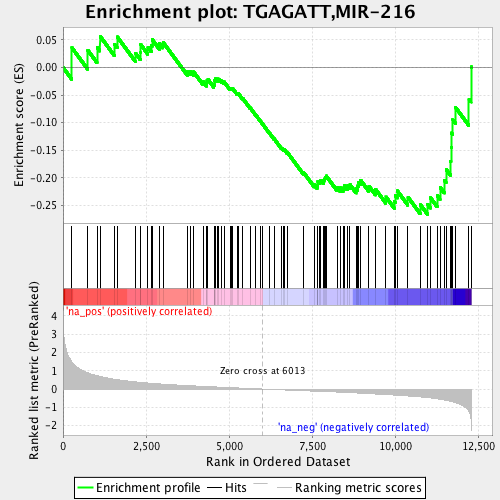 Enrichment plot: TGAGATT,MIR-216
Enrichment score (ES)
0.05
0.00
-0.05
-0.10
-0.15
-0.20
-0.25
'na_pos' (positively correlated)
Ranked list metric (PreRanked)
4
3
2
1
0
-1
-2
Zero cross at 6013
'na_neg' (negatively correlated)
0
2,500
5,000
7,500
10,000
12,500
Rank in Ordered Dataset
Enrichment profile
Hits
Ranking metric scores